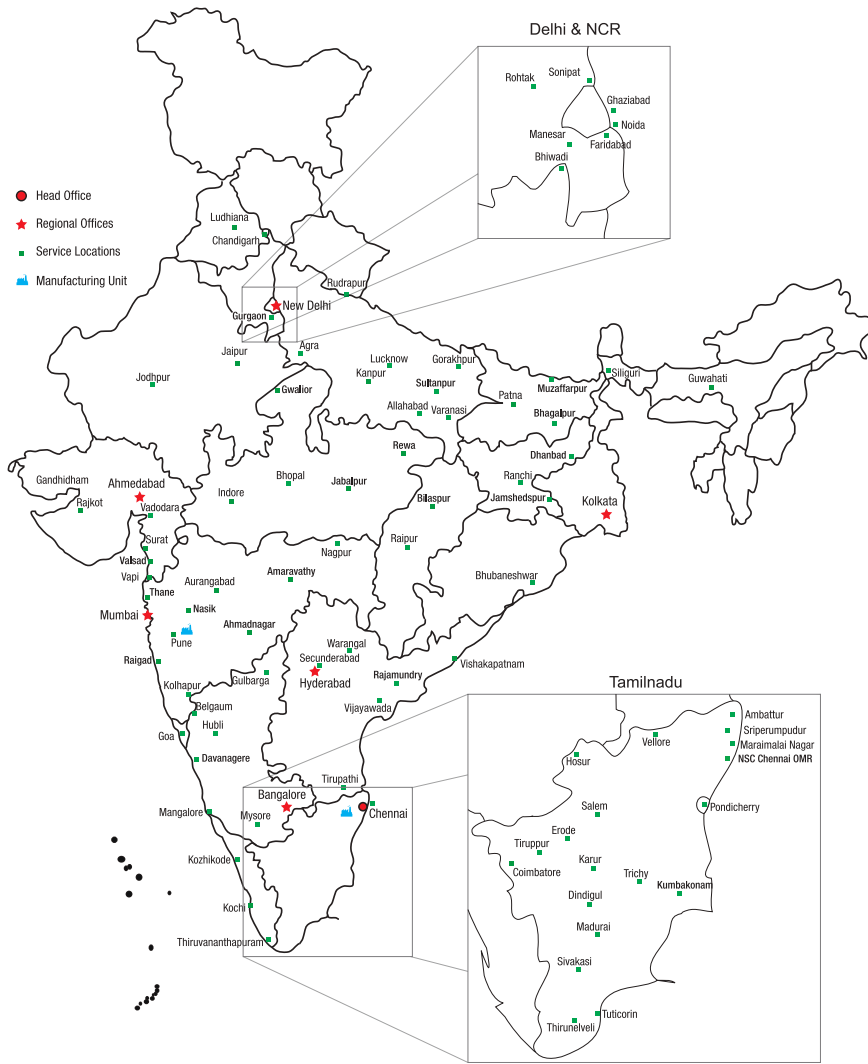 Delhi & NCR
Sonipat
Rohtak
Ghaziabad
Noida
Manesar
Faridabad
Bhiwadi
Head Office
Regional Offices
Service Locations
Manufacturing Unit
Ludhiana
Chandigarh
Rudrapur
New Delhi
Gurgaon
Agra
Jaipur
Lucknow
Gorakhpur
Kanpur
Sultanpur
Muzaffarpur
Siliguri
Guwahati
Jodhpur
Gwalior
Patna
Allahabad
Varanasi
Bhagalpur
Rewa
Dhanbad
Gandhidham
Ahmedabad
Bhopal
Jabalpur
Ranchi
Rajkot
Vadodara
Indore
Bilaspur
Jamshedspur
Kolkata
Surat
Nagpur
Raipur
Valsad
Vapi
Aurangabad
Amaravathy
Bhubaneshwar
Thane
Mumbai
Nasik
Pune
Ahmadnagar
Warangal
Raigad
Secunderabad
Vishakapatnam
Gulbarga
Hyderabad
Rajamundry
Kolhapur
Belgaum
Vijayawada
Goa
Hubli
Davanagere
Tirupathi
Bangalore
Mangalore
Mysore
Chennai
Kozhikode
Kochi
Thiruvananthapuram
Tamilnadu
Ambattur
Sriperumpudur
Vellore
Maraimalai Nagar
Hosur
NSC Chennai OMR
Salem
Pondicherry
Erode
Tiruppur
Coimbatore
Karur
Trichy
Kumbakonam
Dindigul
Madurai
Sivakasi
Tuticorin
Thirunelveli